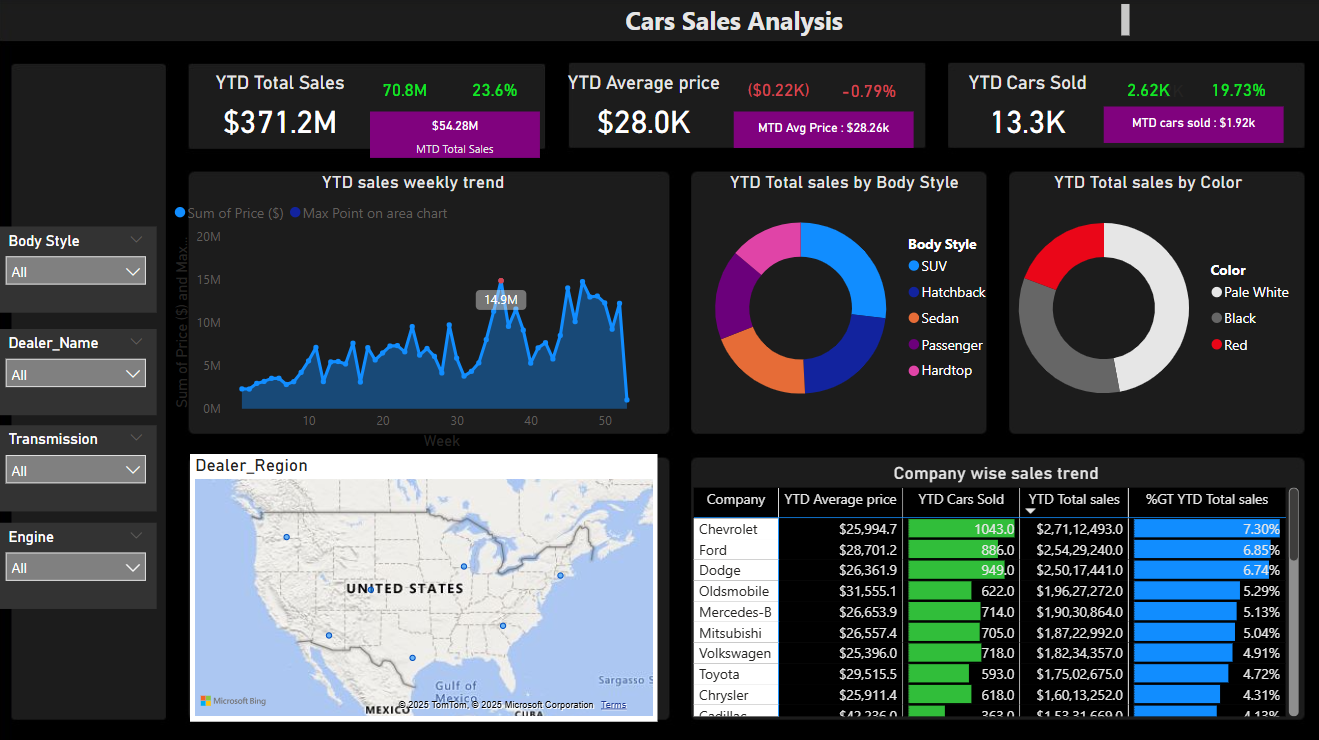 Cars Sales Analysis
YTD Total Sales
70.8M
23.6%
$371.2M
$54.28M
MTD Total Sales
YTD Average price
($0.22K)
-0.79%
$28.0K
MTD Avg Price : $28.26k
YTD Cars Sold
2.62K
19.73%
13.3K
MTD cars sold : $1.92k
Body Style
All
Dealer_Name
All
Transmission
All
Engine
All
YTD sales weekly trend
Sum of Price ($)
Max Point on area chart
Sum of Price ($) and Max...
20M
15M
10M
5M
0M
14.9M
10
20
30
40
50
Week
YTD Total sales by Body Style
Body Style
SUV
Hatchback
Sedan
Passenger
Hardtop
YTD Total sales by Color
Color
Pale White
Black
Red
Dealer_Region
UNITED STATES
Gulf of
Mexico
Sargasso S
MEXICO
CUBA
Microsoft Bing
© 2025 TomTom, © 2025 Microsoft Corporation Terms
Company wise sales trend
Company YTD Average price YTD Cars Sold YTD Total sales %GT YTD Total sales
Chevrolet $25,994.7 1043.0 $2,71,12,493.0 7.30%
Ford $28,701.2 886.0 $2,54,29,240.0 6.85%
Dodge $26,361.9 949.0 $2,50,17,441.0 6.74%
Oldsmobile $31,555.1 622.0 $1,96,27,272.0 5.29%
Mercedes-B $26,653.9 714.0 $1,90,30,864.0 5.13%
Mitsubishi $26,557.4 705.0 $1,87,22,992.0 5.04%
Volkswagen $25,396.0 718.0 $1,82,34,357.0 4.91%
Toyota $29,515.5 593.0 $1,75,02,675.0 4.72%
Chrysler $25,911.4 618.0 $1,60,13,252.0 4.31%
Cadillac $42,236.0 363.0 $1,53,31,669.0 4.13%